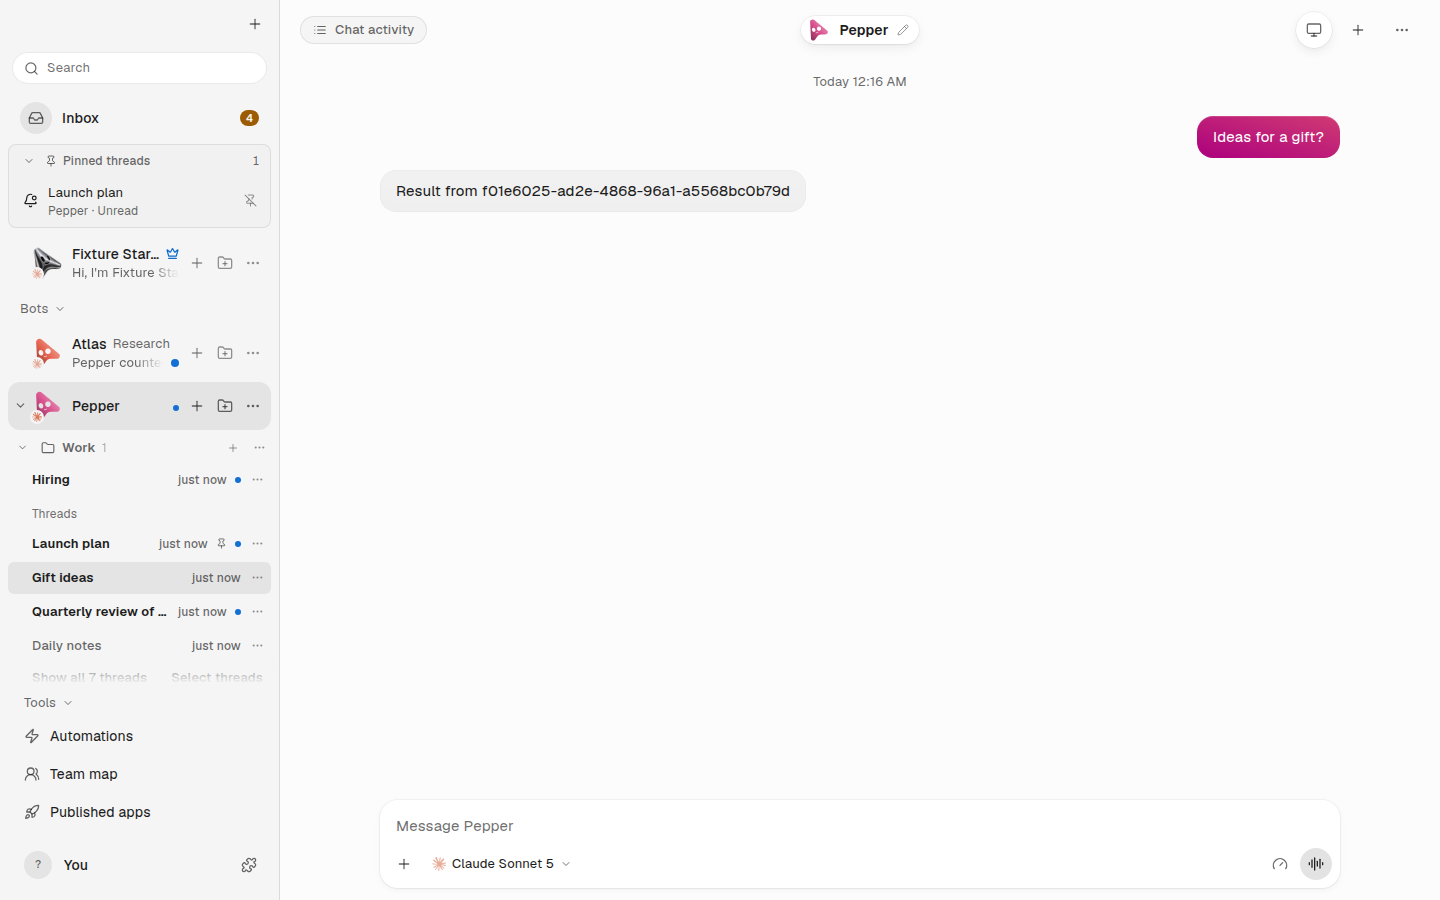 Search
Inbox
4
Pinned threads
1
Launch plan
Pepper · Unread
Fixture Star...
Hi, I'm Fixture Sta
Bots
Atlas Research
Pepper counte
Pepper
Work 1
Hiring just now
Threads
Launch plan just now
Gift ideas just now
Quarterly review of ... just now
Daily notes just now
Show all 7 threads Select threads
Tools
Automations
Team map
Published apps
? You
Chat activity
Pepper
Today 12:16 AM
Ideas for a gift?
Result from f01e6025-ad2e-4868-96a1-a5568bc0b79d
Message Pepper
Claude Sonnet 5